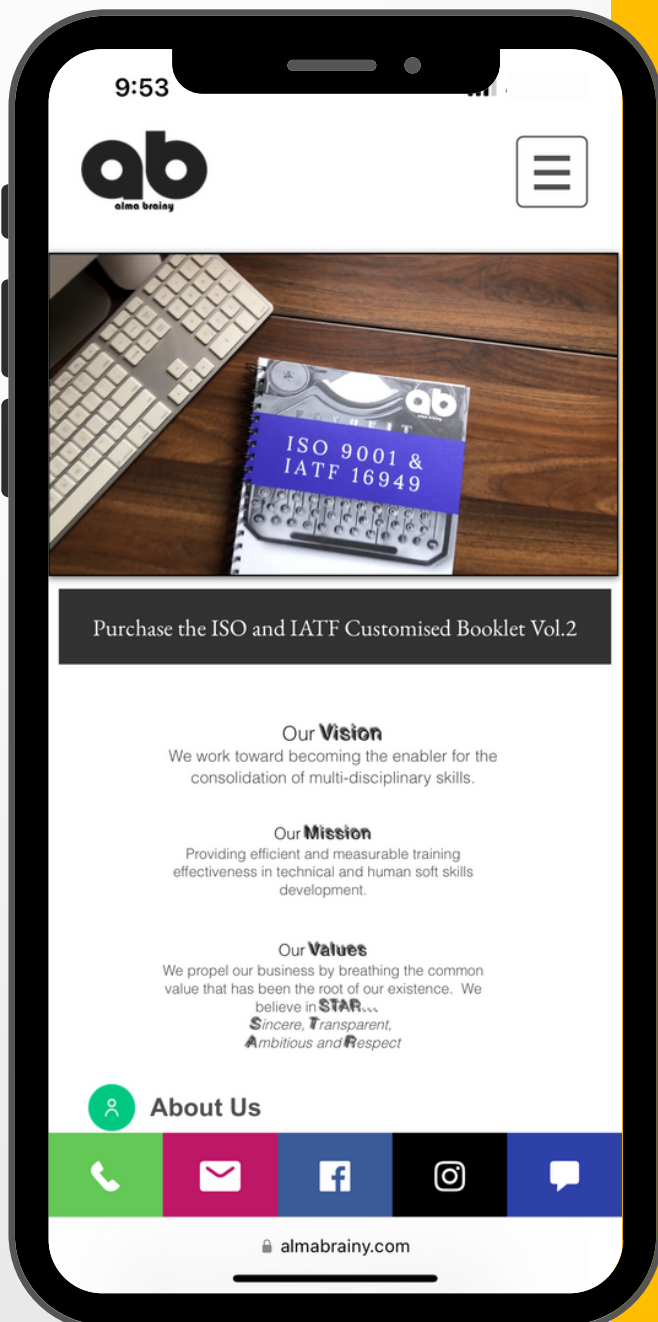 9:53
ab
alma brainy
ab
alma brainy
ISO 9001 &
IATF 16949
Purchase the ISO and IATF Customised Booklet Vol.2
Our Vision
We work toward becoming the enabler for the
consolidation of multi-disciplinary skills.
Our Mission
Providing efficient and measurable training
effectiveness in technical and human soft skills
development.
Our Values
We propel our business by breathing the common
value that has been the root of our existence. We
believe in STAR...
Sincere, Transparent,
Ambitious and Respect
About Us
almabrainy.com